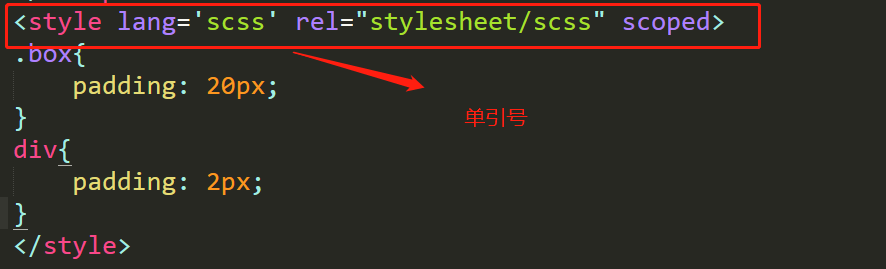 <style lang='scss' rel="stylesheet/scss" scoped>
.box{
    padding: 20px;
}
单引号
div{
    padding: 2px;
}
</style>